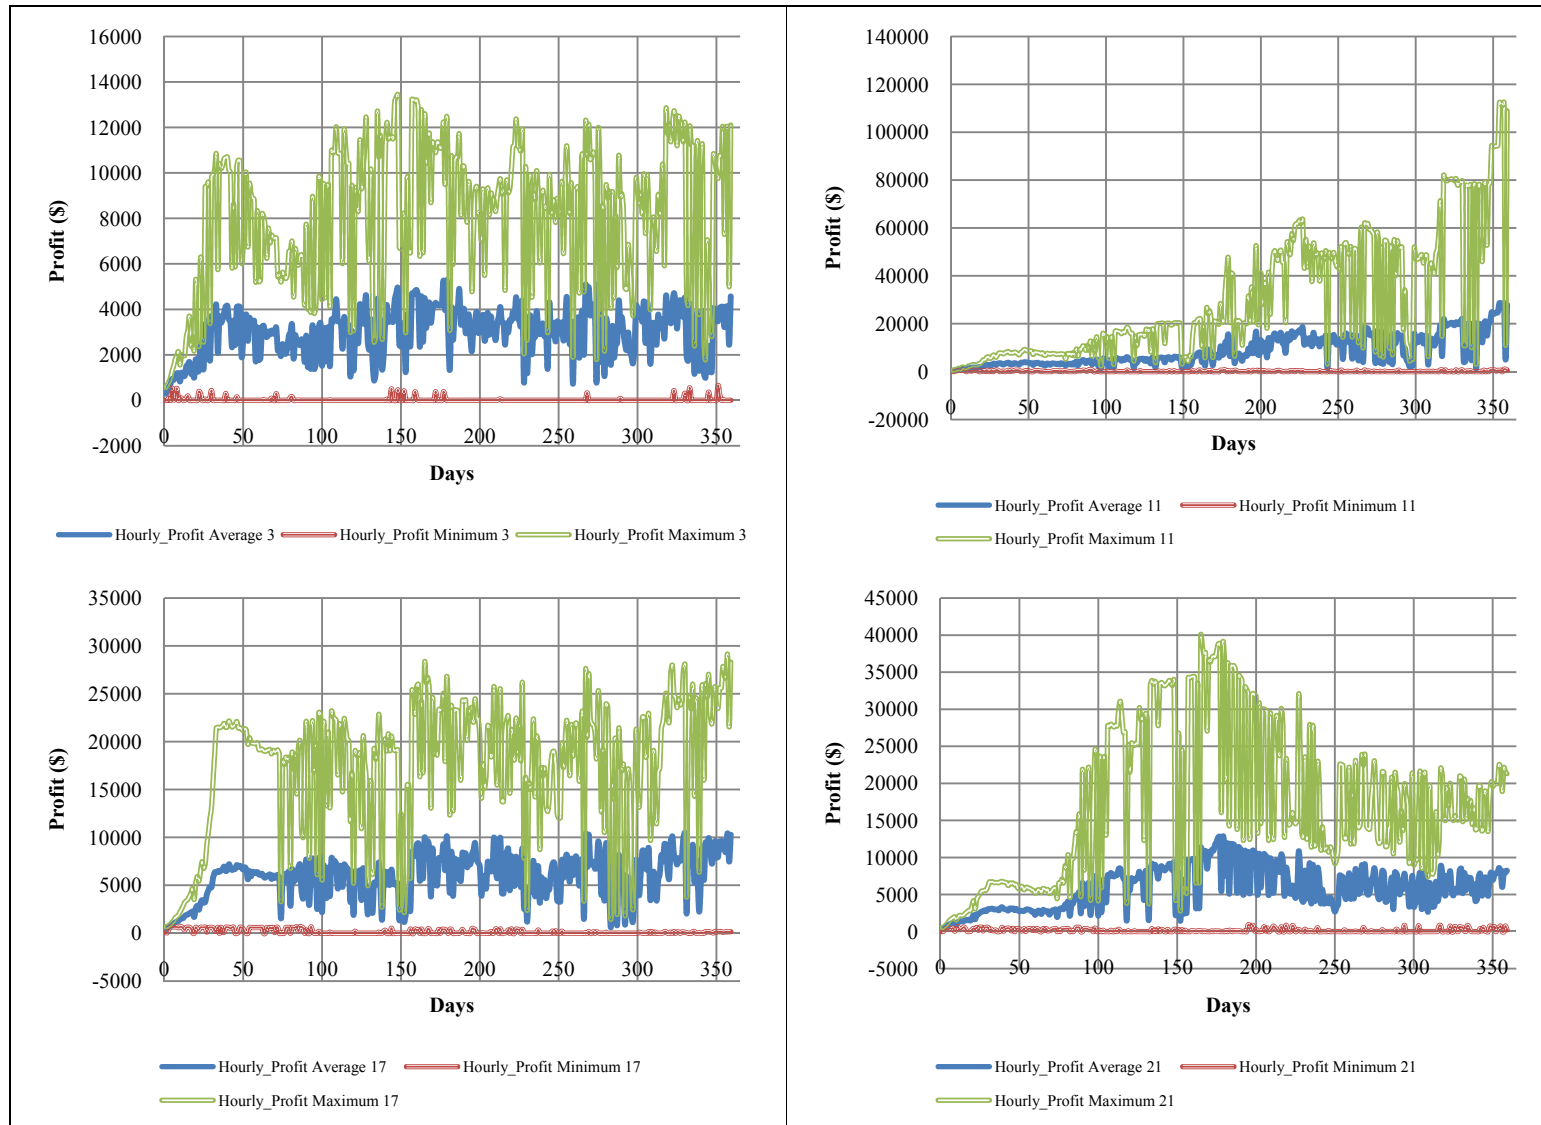 16000
14000
12000
10000
8000
6000
4000
2000
0
-2000
Profit ($)
0 50 100 150 200 250 300 350
Days
Hourly_Profit Average 3 Hourly_Profit Minimum 3 Hourly_Profit Maximum 3
140000
120000
100000
80000
60000
40000
20000
0
-20000
Profit ($)
0 50 100 150 200 250 300 350
Days
Hourly_Profit Average 11 Hourly_Profit Minimum 11
Hourly_Profit Maximum 11
35000
30000
25000
20000
15000
10000
5000
0
-5000
Profit ($)
0 50 100 150 200 250 300 350
Days
Hourly_Profit Average 17 Hourly_Profit Minimum 17
Hourly_Profit Maximum 17
45000
40000
35000
30000
25000
20000
15000
10000
5000
0
-5000
Profit ($)
0 50 100 150 200 250 300 350
Days
Hourly_Profit Average 21 Hourly_Profit Minimum 21
Hourly_Profit Maximum 21